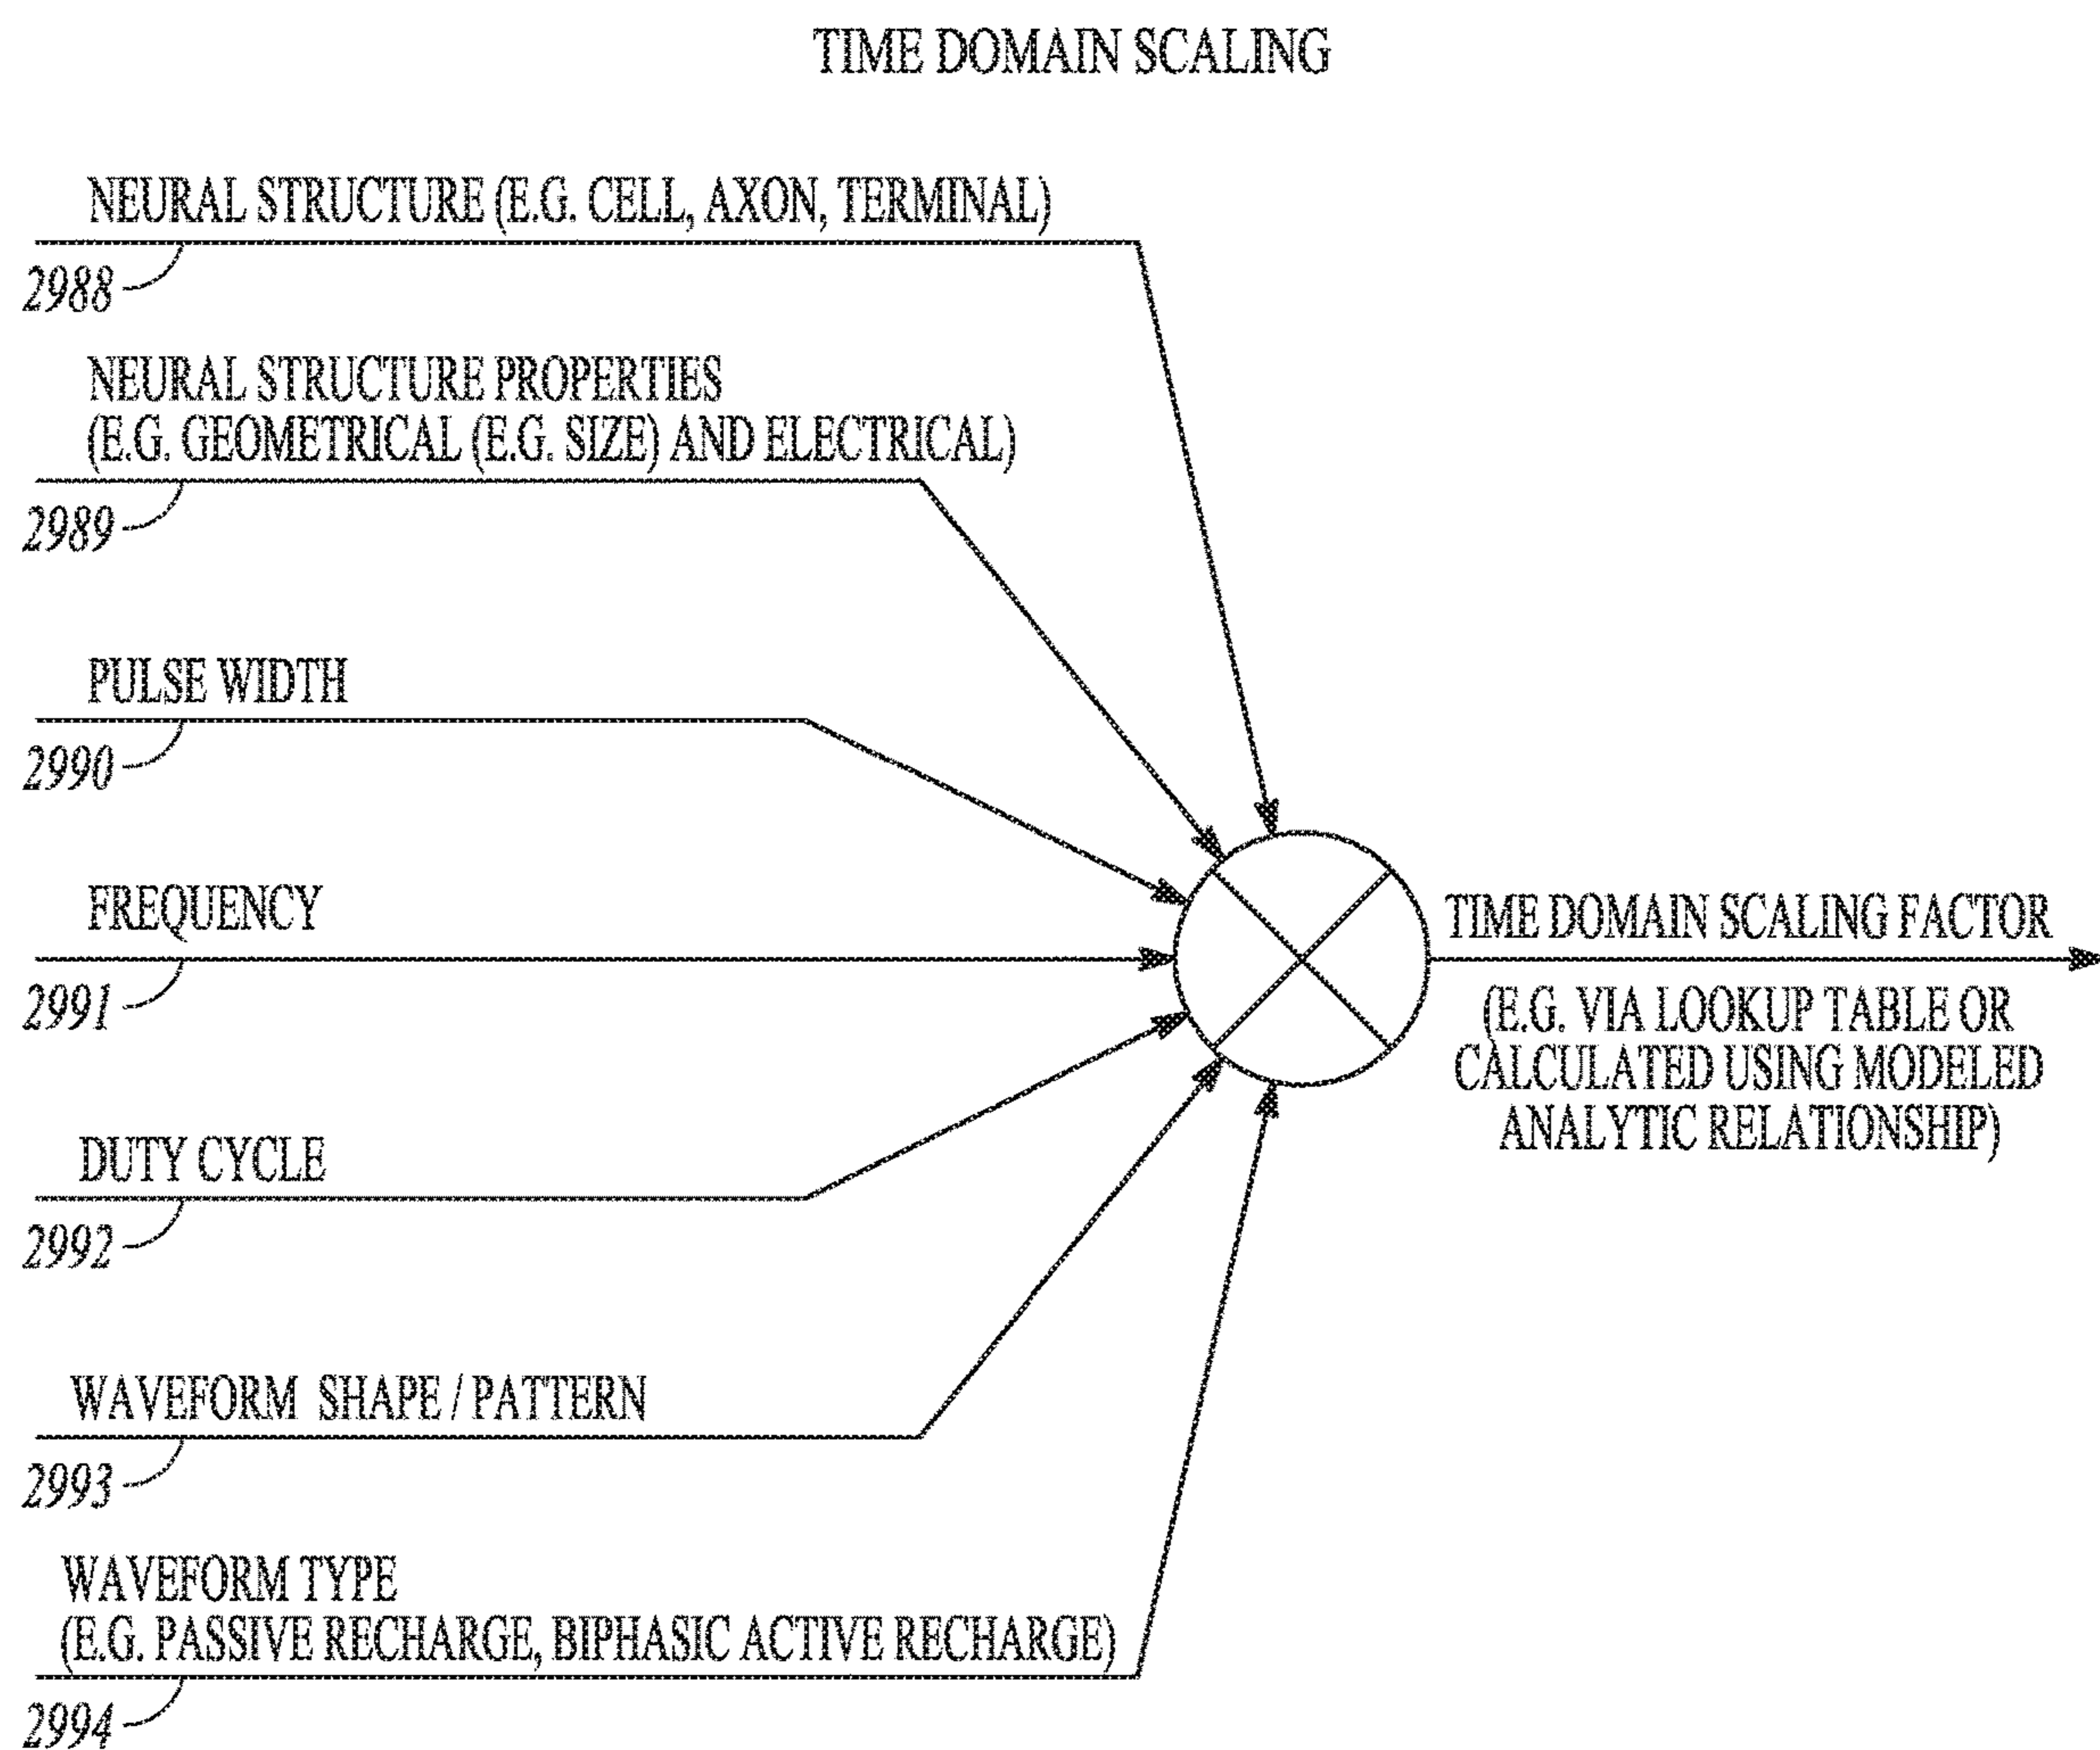 TIME DOMAIN SCALING
NEURAL STRUCTURE (E.G. CELL, AXON, TERMINAL)
2988
NEURAL STRUCTURE PROPERTIES
(E.G. GEOMETRICAL (E.G. SIZE) AND ELECTRICAL)
2989
PULSE WIDTH
2990
FREQUENCY
2991
DUTY CYCLE
2992
WAVEFORM SHAPE / PATTERN
2993
WAVEFORM TYPE
(E.G. PASSIVE RECHARGE, BIPHASIC ACTIVE RECHARGE)
2994
TIME DOMAIN SCALING FACTOR
(E.G. VIA LOOKUP TABLE OR
CALCULATED USING MODELED
ANALYTIC RELATIONSHIP)